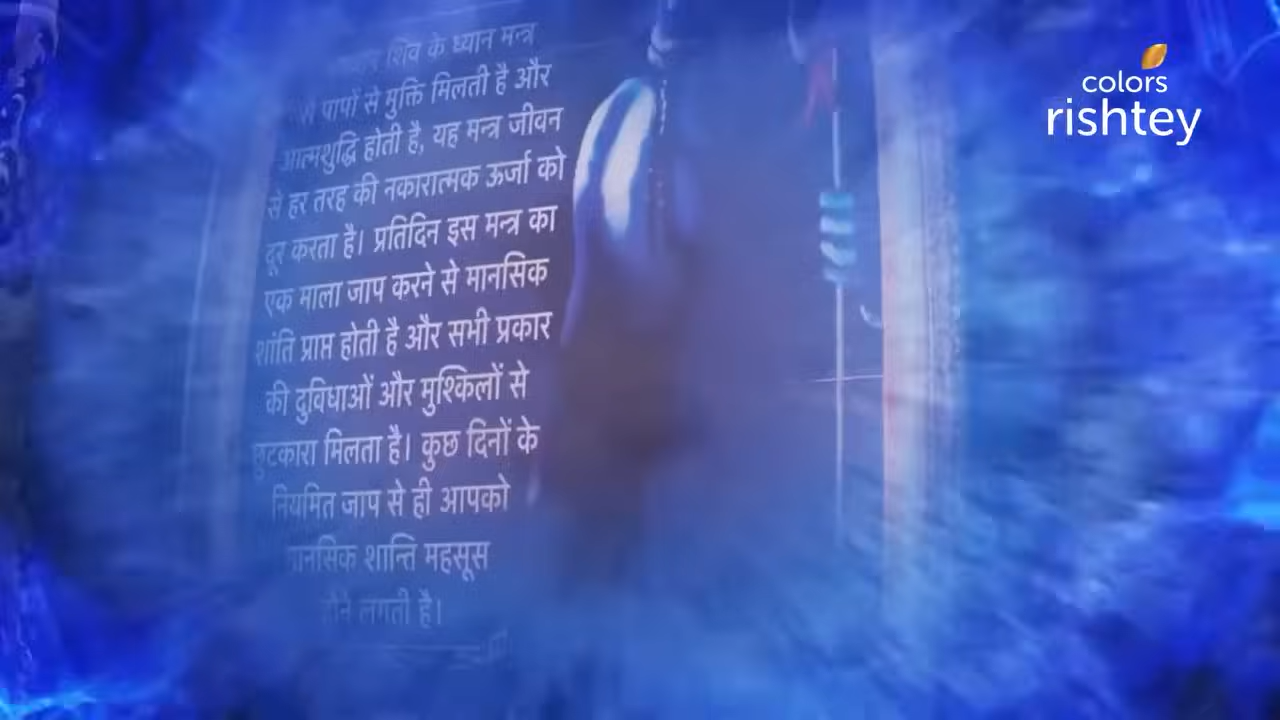 शिव के ध्यान मन्त्र
पापों से मुक्ति मिलती है और
आत्मशुद्धि होती है, यह मन्त्र जीवन
से हर तरह की नकारात्मक ऊर्जा को
दूर करता है। प्रतिदिन इस मन्त्र का
एक माला जाप करने से मानसिक
शांति प्राप्त होती है और सभी प्रकार
की दुविधाओं और मुश्किलों से
छुटकारा मिलता है। कुछ दिनों के
नियमित जाप से ही आपको
मानसिक शान्ति महसूस
होने लगती है।
colors
rishtey